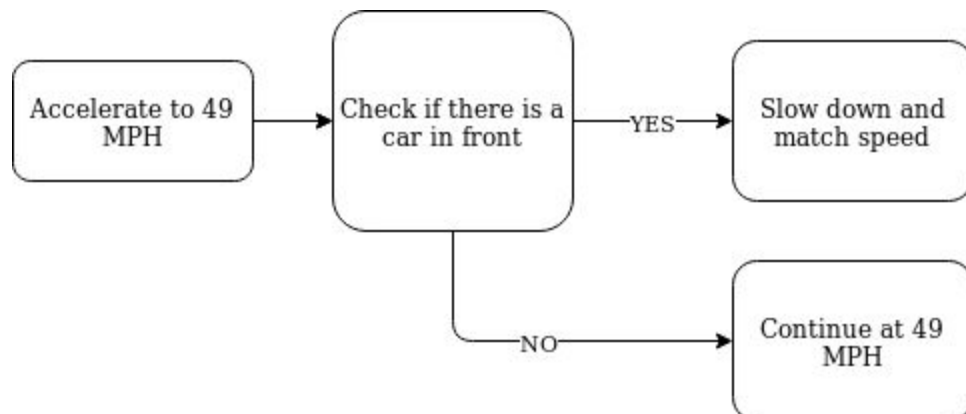 Accelerate to 49
MPH
Check if there is a
car in front
YES
Slow down and
match speed
NO
Continue at 49
MPH